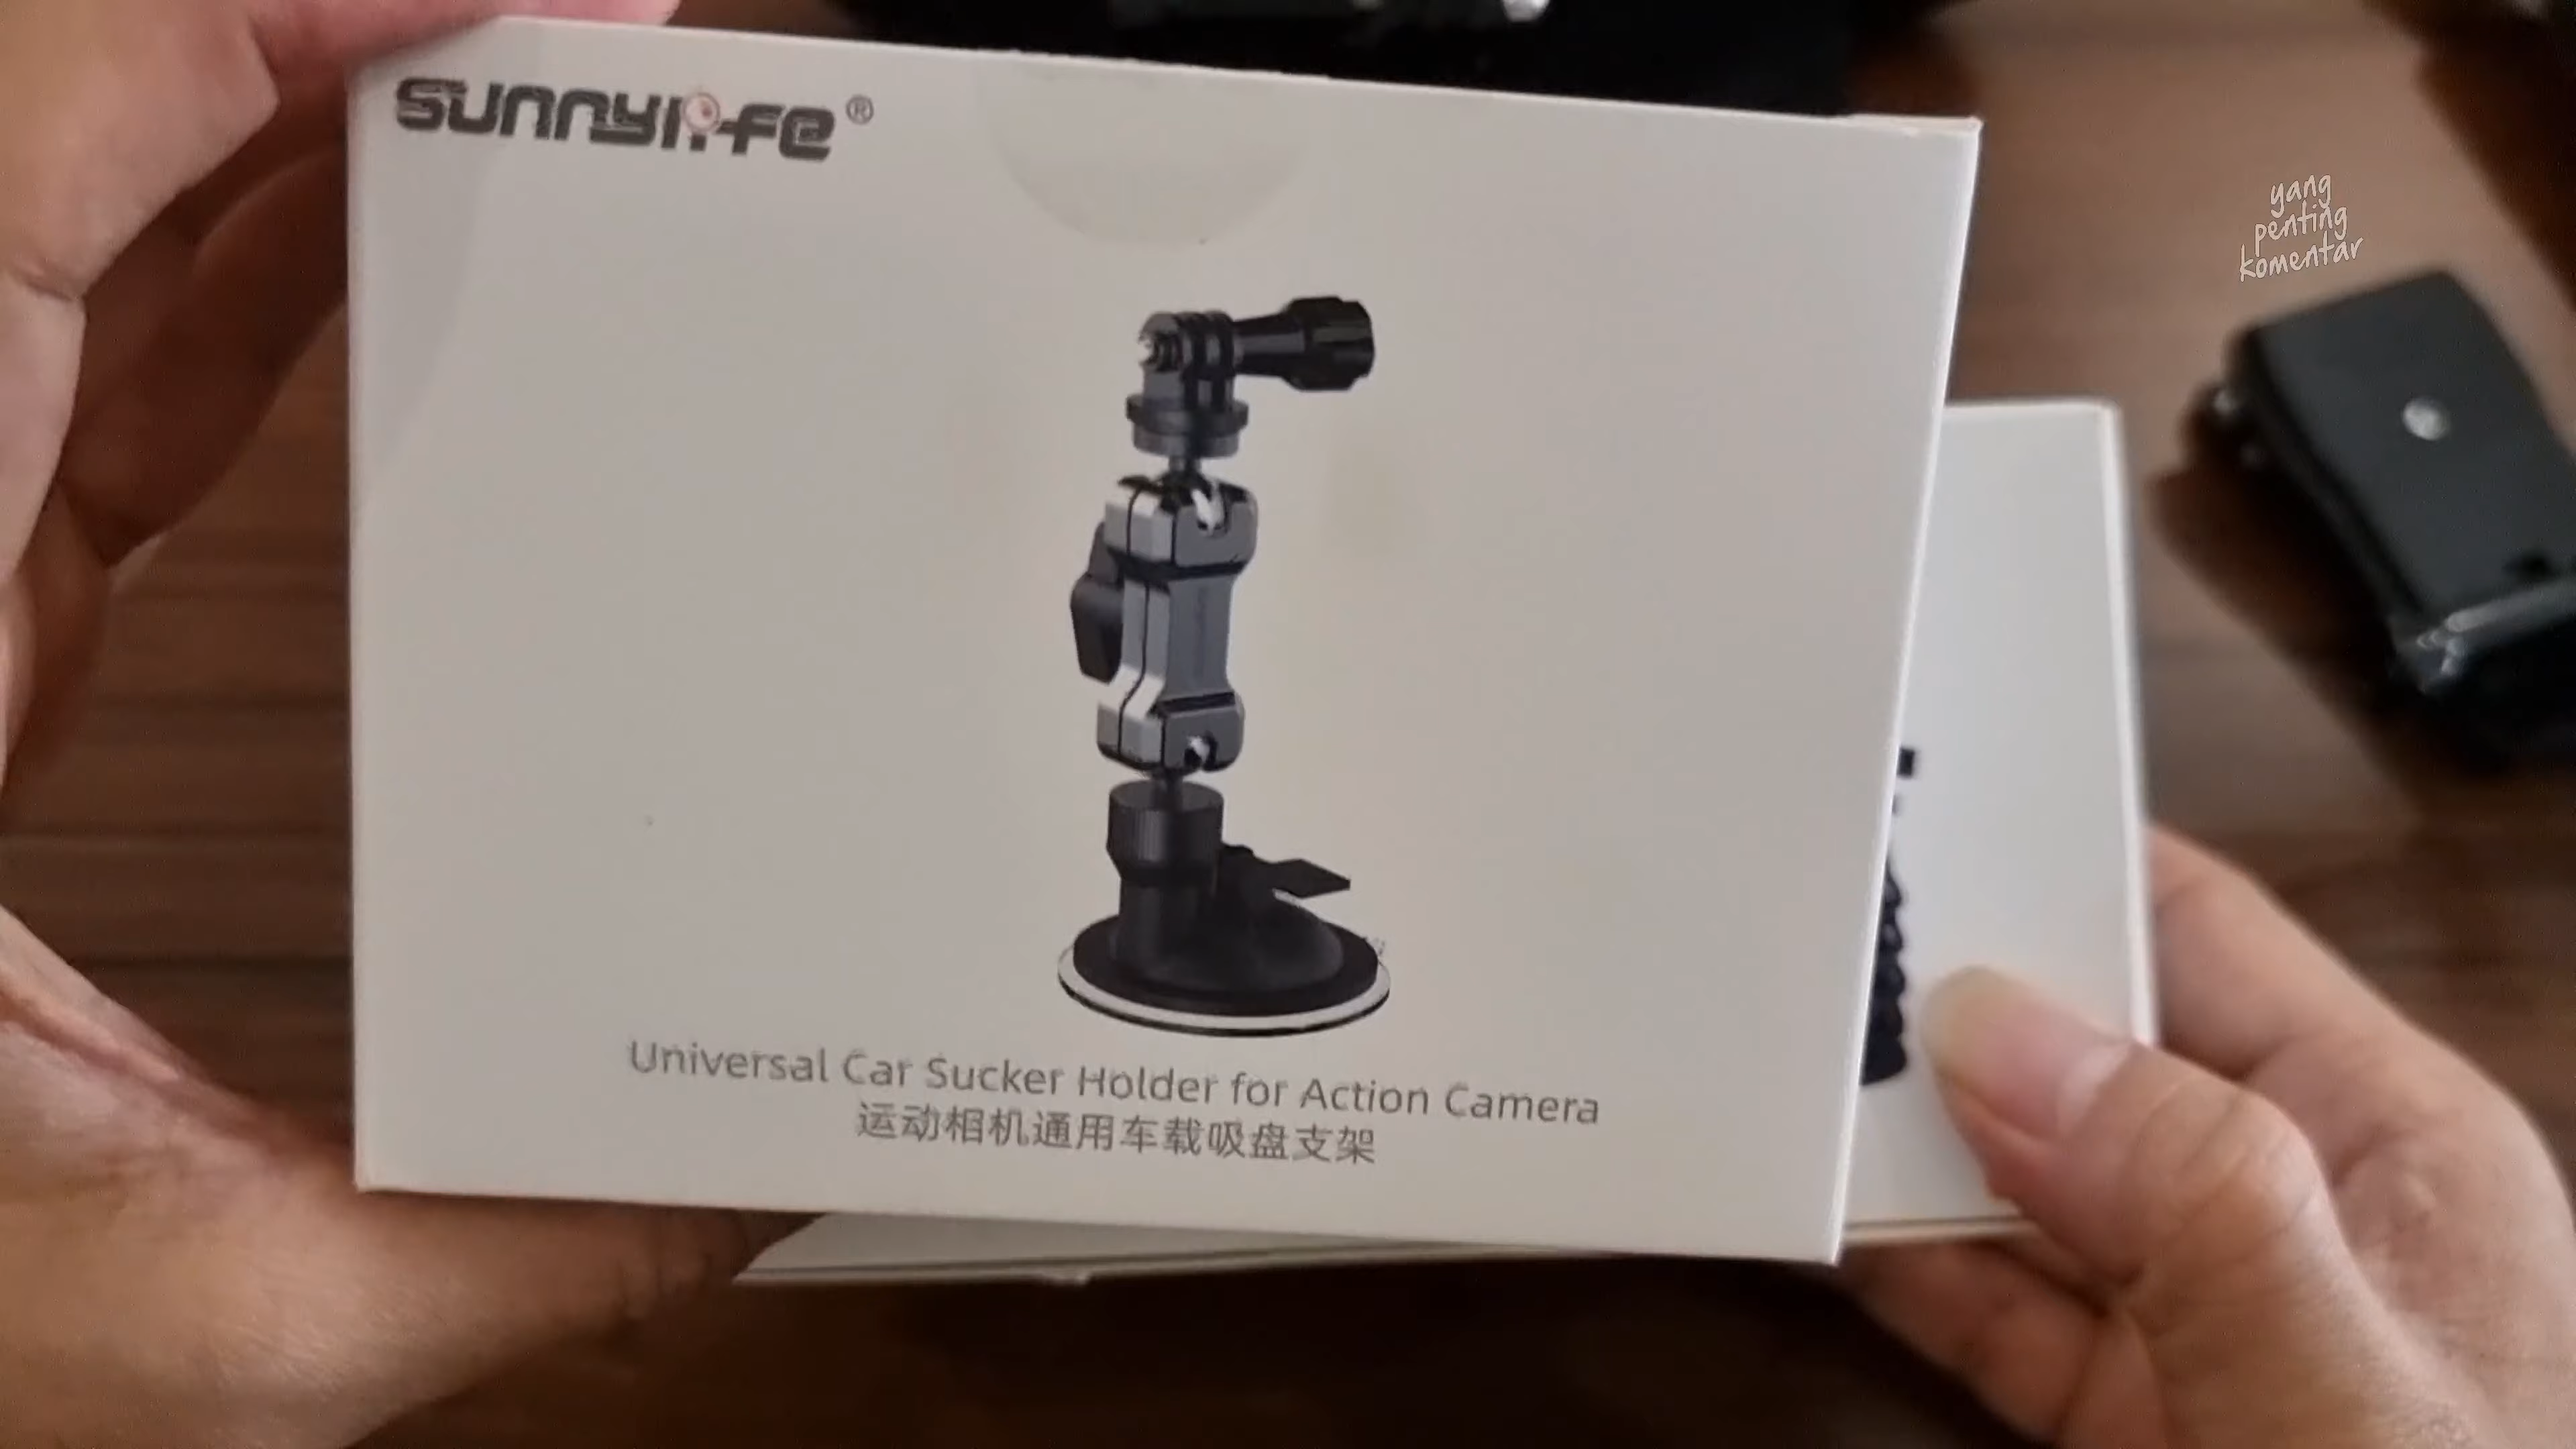 sunnylife®
yang
penting
komentar
Universal Car Sucker Holder for Action Camera
运动相机通用车载吸盘支架